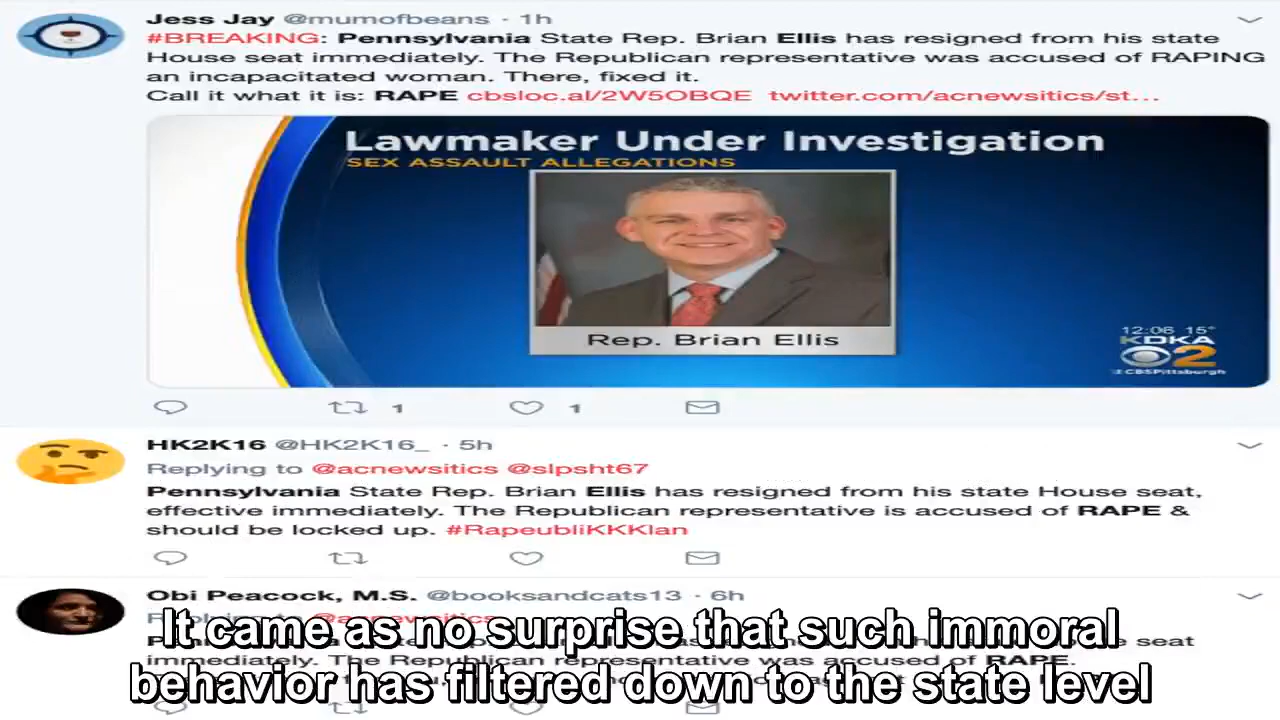 Jess Jay @mumofbeans · 1h
#BREAKING: Pennsylvania State Rep. Brian Ellis has resigned from his state
House seat immediately. The Republican representative was accused of RAPING
an incapacitated woman. There, fixed it.
Call it what it is: RAPE cbsloc.al/2W5OBQE twitter.com/acnewsitics/st…
Lawmaker Under Investigation
SEX ASSAULT ALLEGATIONS
Rep. Brian Ellis
12:06 15°
KDKA
2
CBSPittsburgh
1 1
HK2K16 @HK2K16_ · 5h
Replying to @acnewsitics @slpsht67
Pennsylvania State Rep. Brian Ellis has resigned from his state House seat,
effective immediately. The Republican representative is accused of RAPE &
should be locked up. #RapeubliKKKlan
Obi Peacock, M.S. @booksandcats13 · 6h
Replying to @acnewsitics
seat
immediately. The Republican representative was accused of RAPE.
It came as no surprise that such immoral
behavior has filtered down to the state level